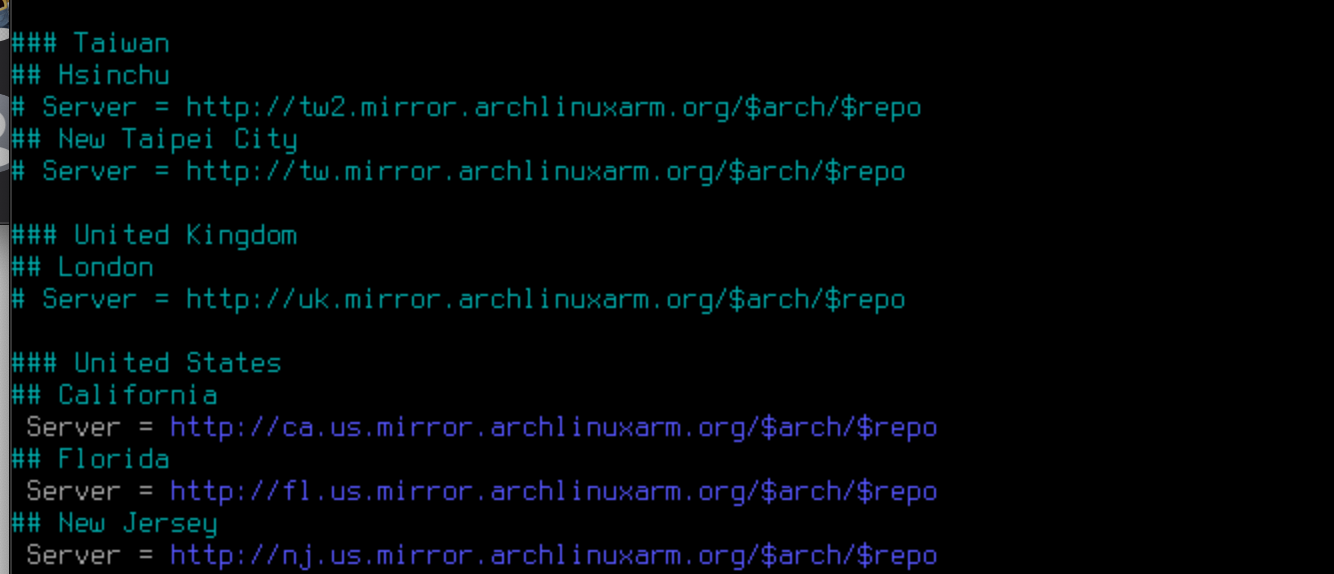 ### Taiwan
## Hsinchu
# Server = http://tw2.mirror.archlinuxarm.org/$arch/$repo
## New Taipei City
# Server = http://tw.mirror.archlinuxarm.org/$arch/$repo
### United Kingdom
## London
# Server = http://uk.mirror.archlinuxarm.org/$arch/$repo
### United States
## California
Server = http://ca.us.mirror.archlinuxarm.org/$arch/$repo
## Florida
Server = http://fl.us.mirror.archlinuxarm.org/$arch/$repo
## New Jersey
Server = http://nj.us.mirror.archlinuxarm.org/$arch/$repo